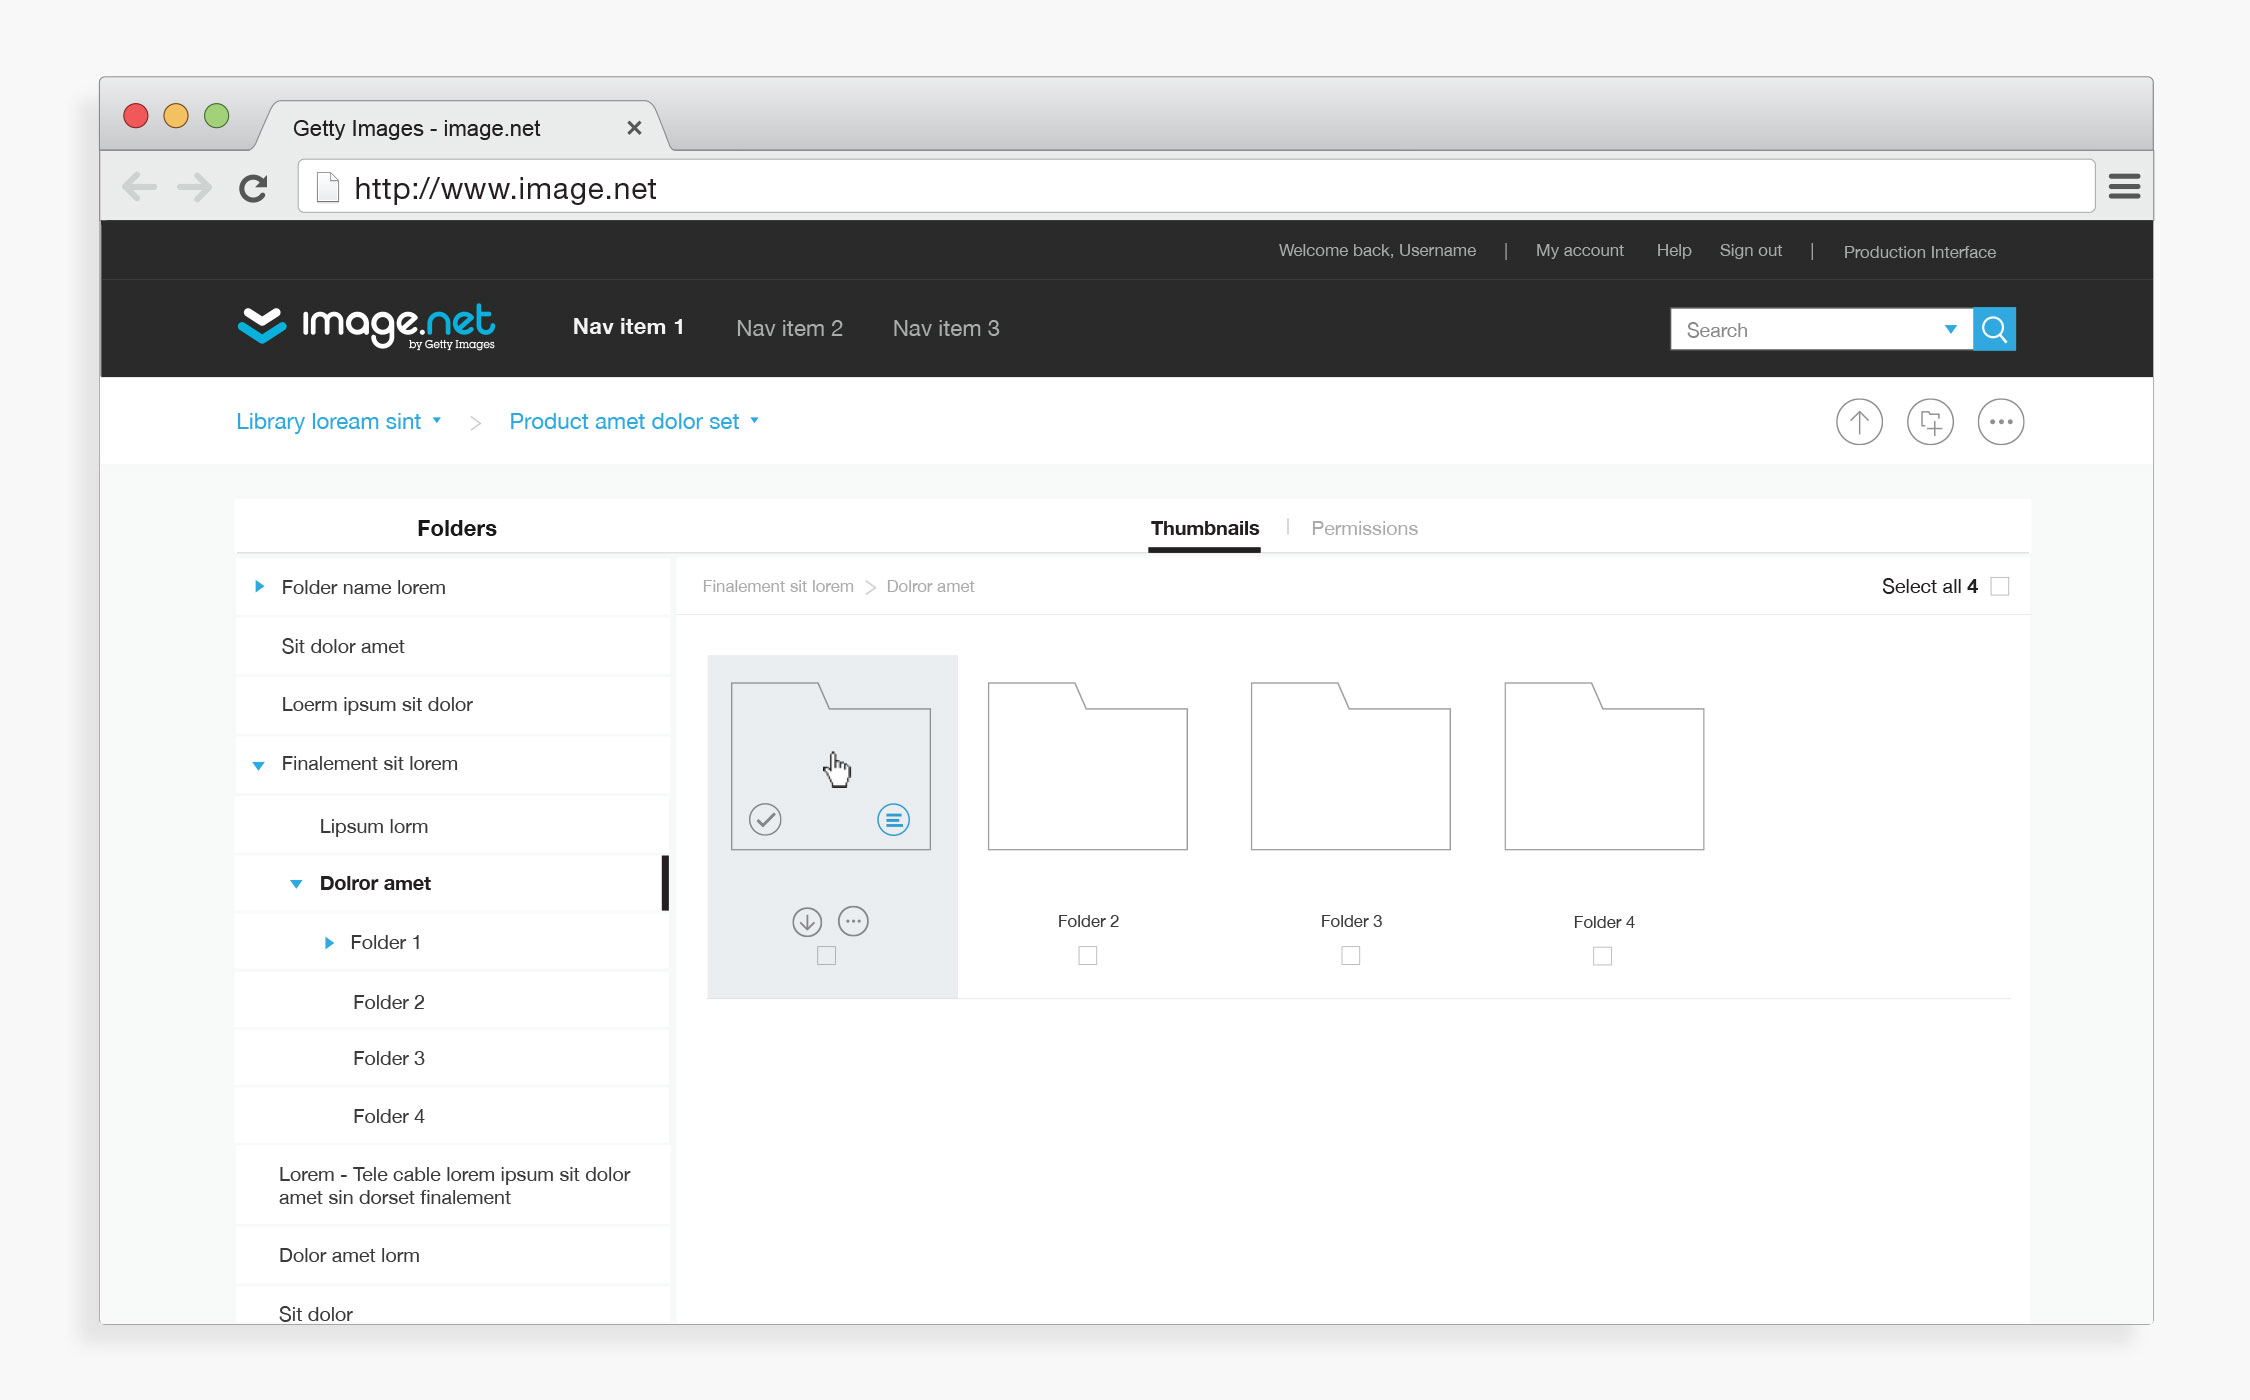 Getty Images - image.net
http://www.image.net
Welcome back, Username | My account Help Sign out | Production Interface
image.net
by Getty Images
Nav item 1 Nav item 2 Nav item 3
Search
Library loream sint > Product amet dolor set
Folders
Thumbnails | Permissions
Folder name lorem
Finalement sit lorem > Dolror amet
Select all 4
Sit dolor amet
Loerm ipsum sit dolor
Finalement sit lorem
Lipsum lorm
Dolror amet
Folder 1
Folder 2
Folder 3
Folder 4
Lorem - Tele cable lorem ipsum sit dolor
amet sin dorset finalement
Dolor amet lorm
Sit dolor
Folder 2
Folder 3
Folder 4